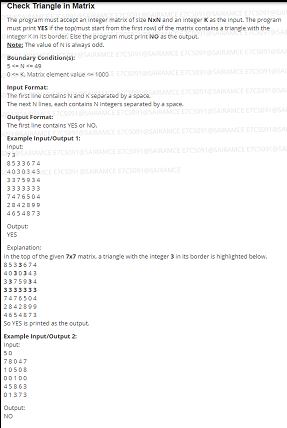 Check Triangle in Matrix
The program must accept an integer matrix of size NxN and an integer K as the input. The program
must print YES if the top(must start from the first row) of the matrix contains a triangle with the
integer K in its border. Else the program must print NO as the output.
Note: The value of N is always odd.
Boundary Condition(s):
5 <= N <= 49
0 <= K, Matrix element value <= 1000
Input Format:
The first line contains N and K separated by a space.
The next N lines, each contains N integers separated by a space.
Output Format:
The first line contains YES or NO.
Example Input/Output 1:
Input:
7 3
8 5 3 3 6 7 4
4 0 3 0 3 4 3
3 3 7 5 9 3 4
3 3 3 3 3 3 3
7 4 7 6 5 0 4
2 8 4 2 8 9 9
4 6 5 4 8 7 3
Output:
YES
Explanation:
In the top of the given 7x7 matrix, a triangle with the integer 3 in its border is highlighted below.
8 5 3 3 6 7 4
4 0 3 0 3 4 3
3 3 7 5 9 3 4
3 3 3 3 3 3 3
7 4 7 6 5 0 4
2 8 4 2 8 9 9
4 6 5 4 8 7 3
So YES is printed as the output.
Example Input/Output 2:
Input:
5 0
7 8 0 4 7
1 0 5 0 8
0 0 1 0 0
4 5 8 6 3
0 1 3 7 3
Output:
NO